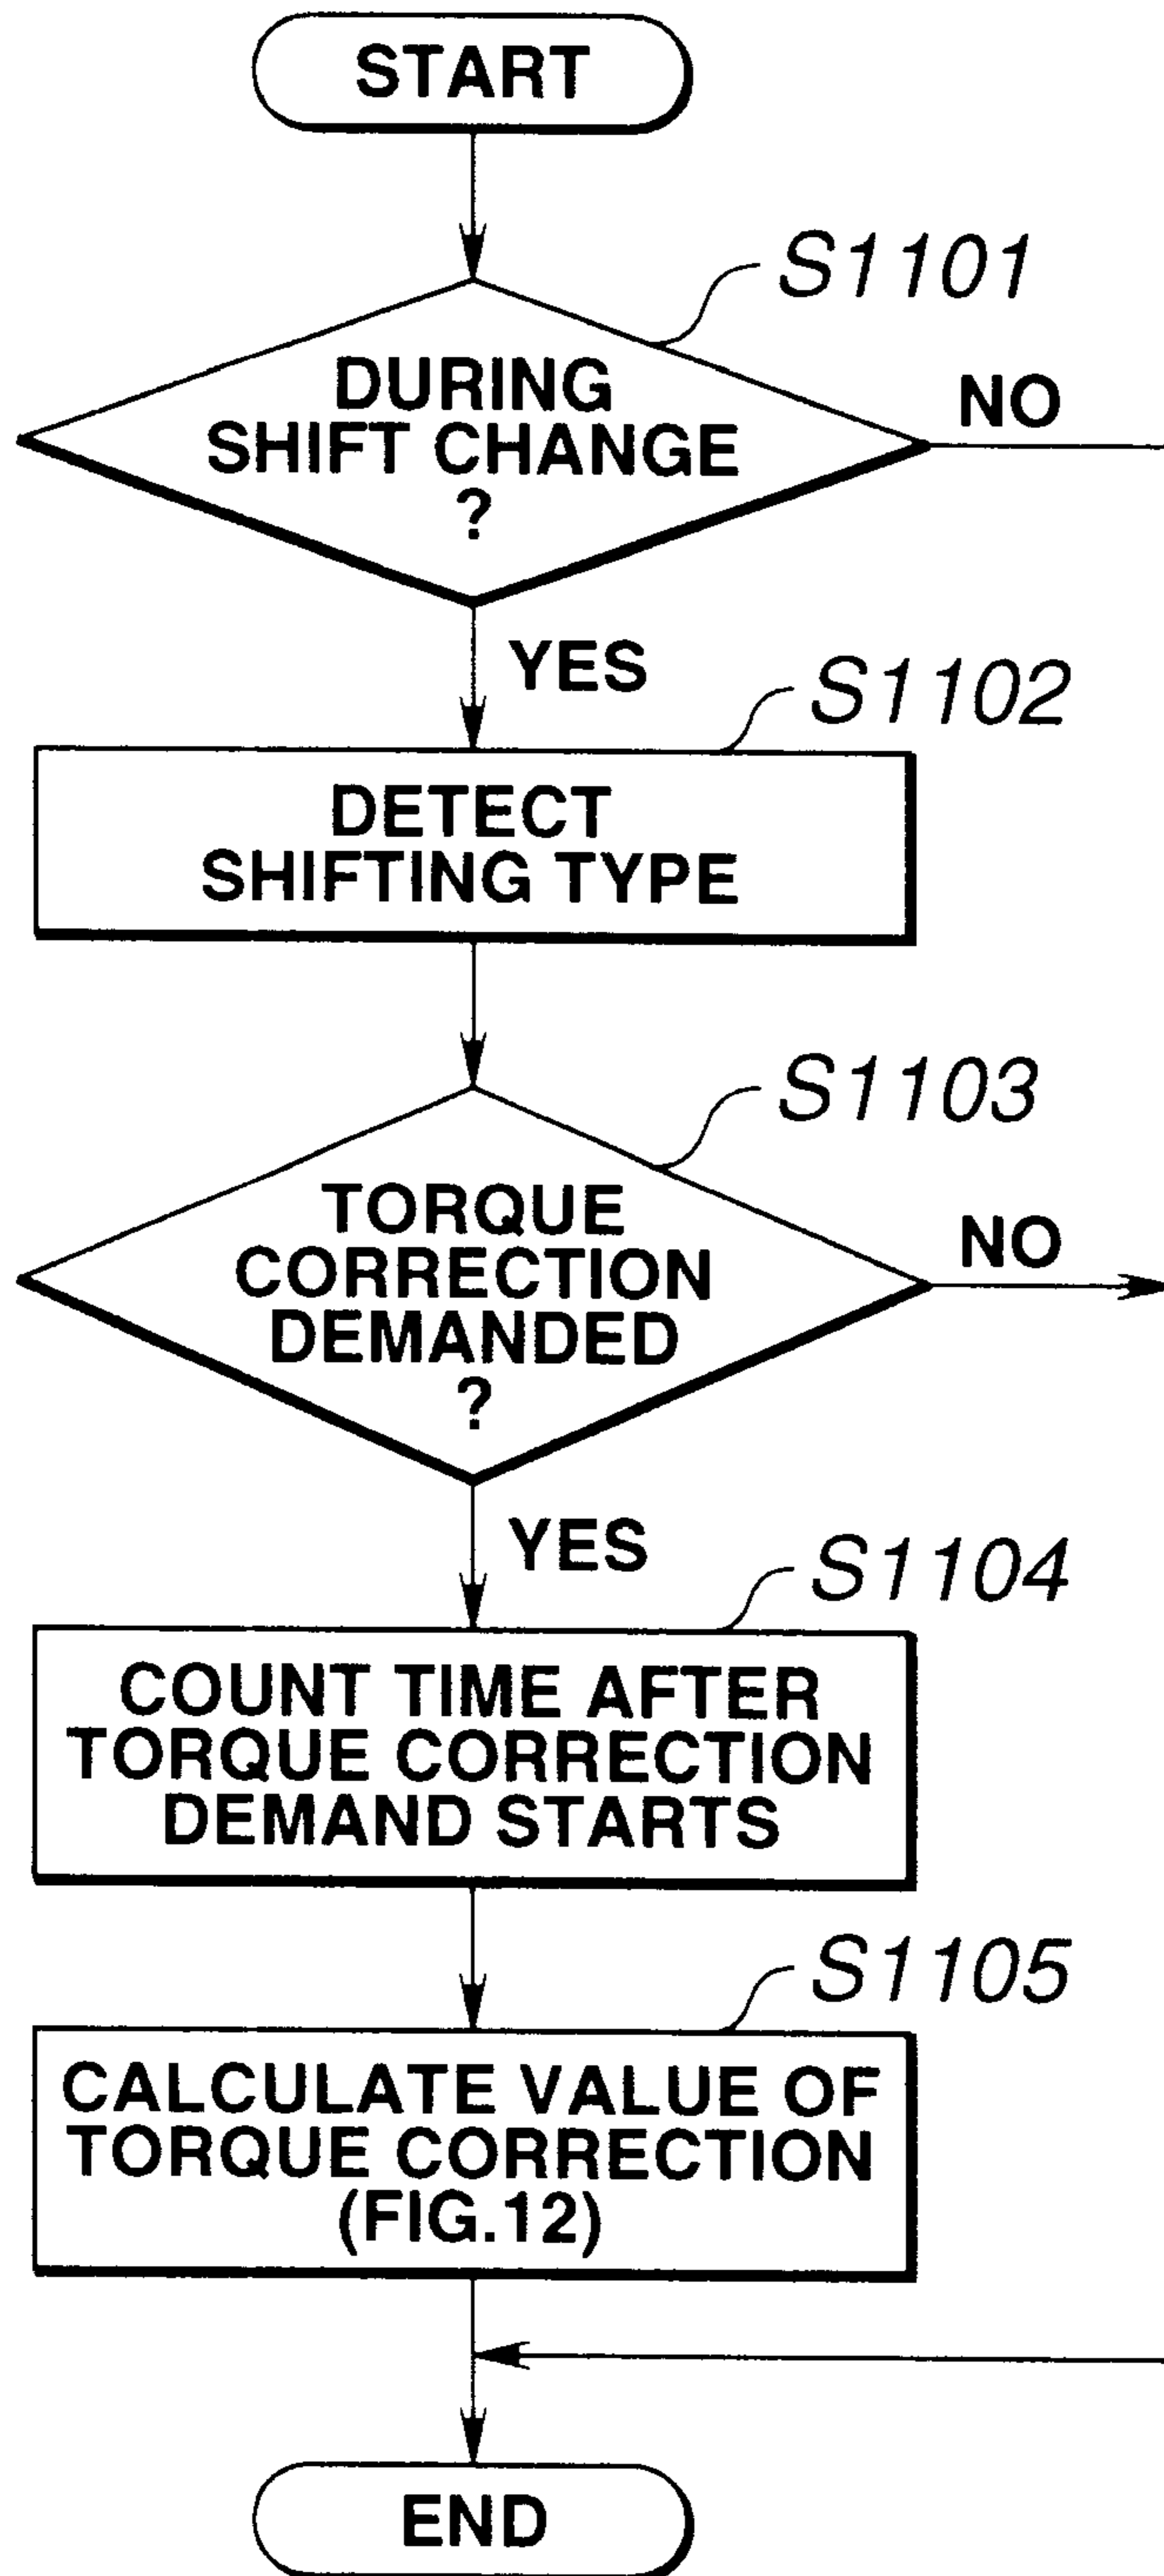 START
S1101
DURING
SHIFT CHANGE
?
NO
YES
S1102
DETECT
SHIFTING TYPE
S1103
TORQUE
CORRECTION
DEMANDED
?
NO
YES
S1104
COUNT TIME AFTER
TORQUE CORRECTION
DEMAND STARTS
S1105
CALCULATE VALUE OF
TORQUE CORRECTION
(FIG.12)
END